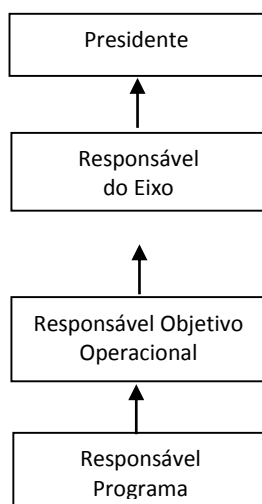 Presidente
Responsável
do Eixo
Responsável Objetivo
Operacional
Responsável
Programa